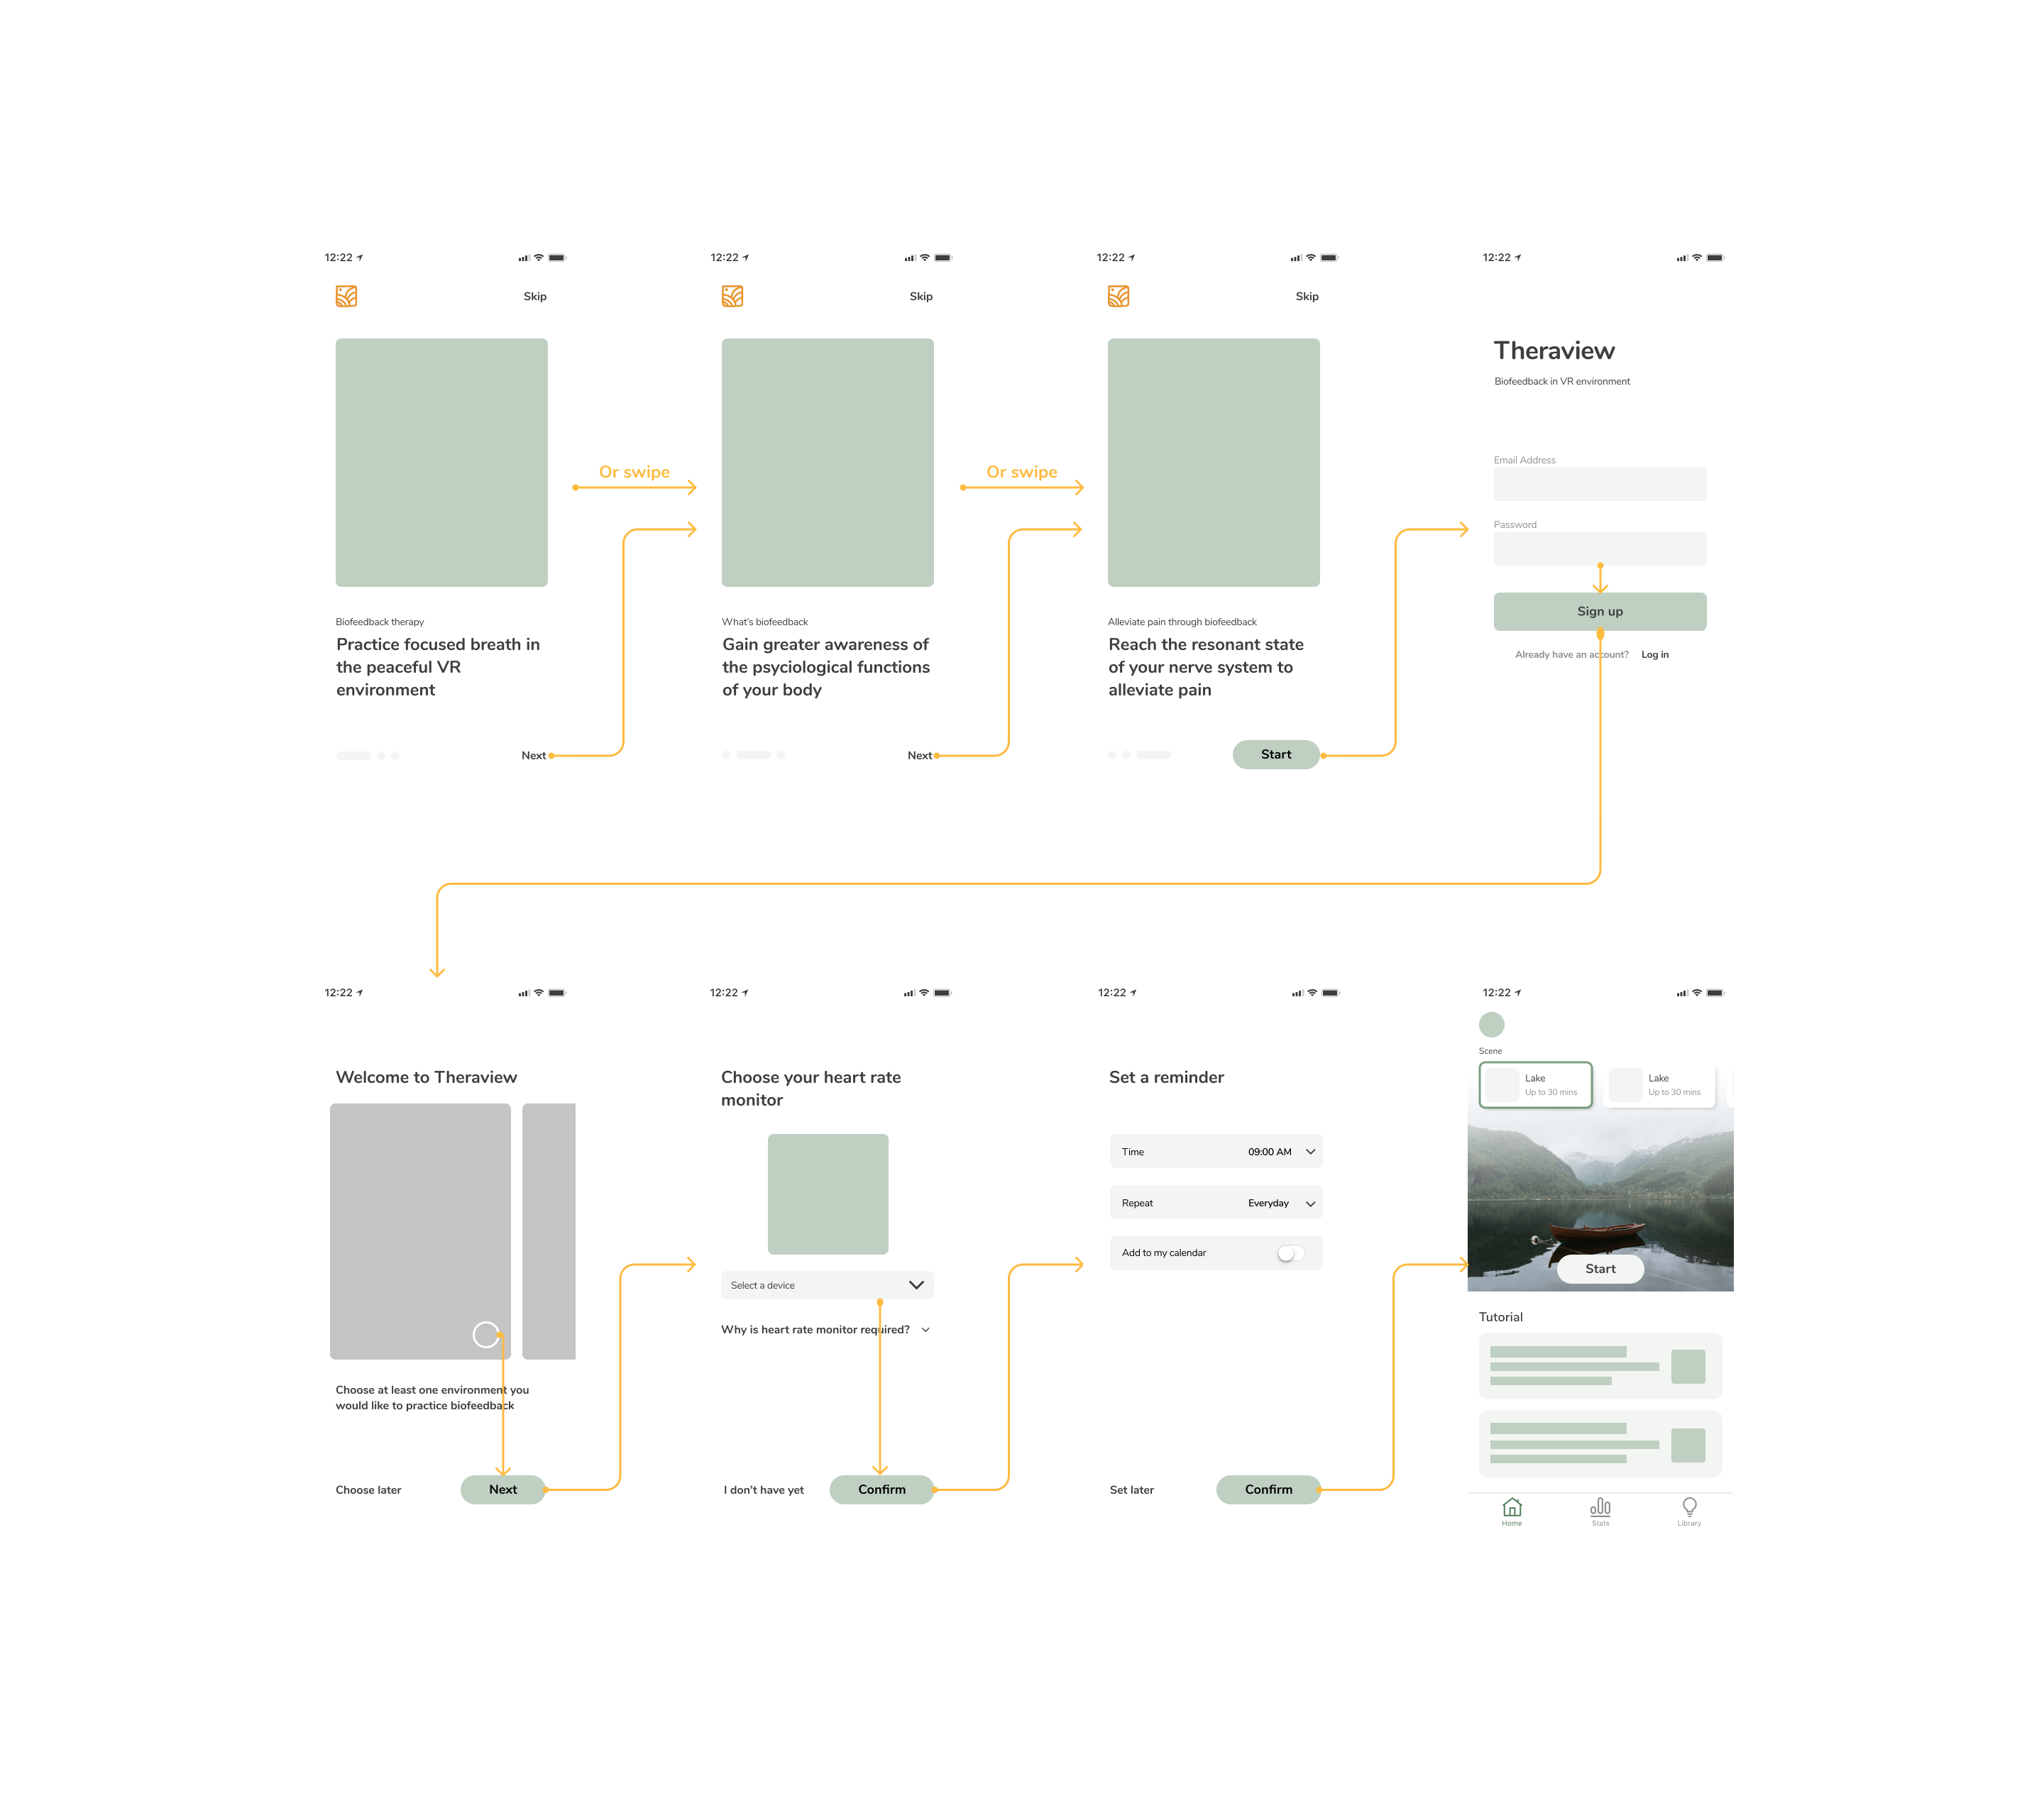 12:22
12:22
12:22
12:22
Skip
Skip
Skip
Theraview
Biofeedback in VR environment
Email Address
Or swipe
Or swipe
Password
Sign up
Already have an account? Log in
Biofeedback therapy
Practice focused breath in
the peaceful VR
environment
Next
What's biofeedback
Gain greater awareness of
the psyciological functions
of your body
Next
Alleviate pain through biofeedback
Reach the resonant state
of your nerve system to
alleviate pain
Start
12:22
Welcome to Theraview
Choose at least one environment you
would like to practice biofeedback
Choose later
Next
12:22
Choose your heart rate
monitor
Select a device
Why is heart rate monitor required?
I don't have yet
Confirm
12:22
Set a reminder
Time 09:00 AM
Repeat Everyday
Add to my calendar
Set later
Confirm
12:22
Scene
Lake
Up to 30 mins
Lake
Up to 30 mins
Start
Tutorial
Home
Stats
Library